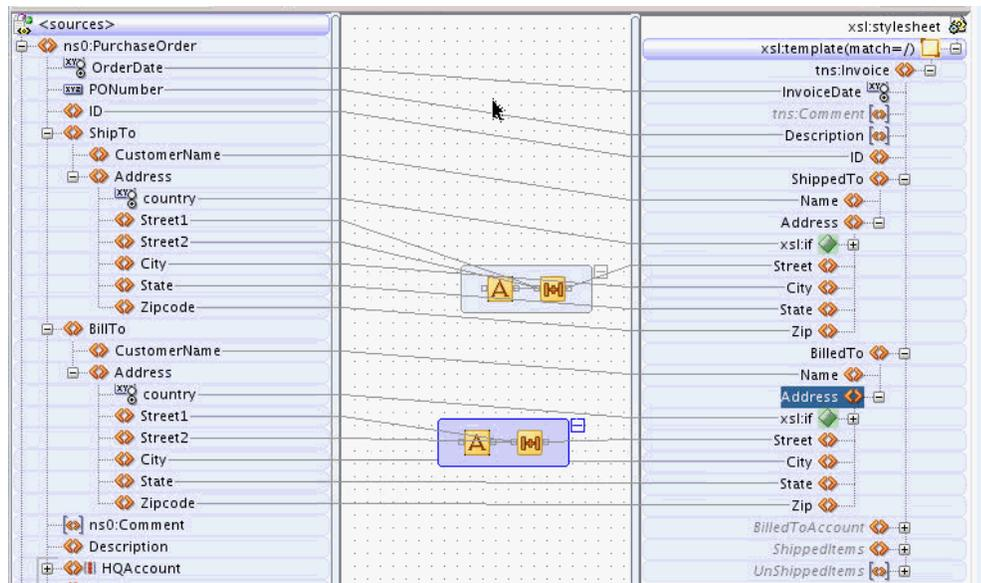 <sources>
ns0:PurchaseOrder
OrderDate
PONumber
ID
ShipTo
CustomerName
Address
country
Street1
Street2
City
State
Zipcode
BillTo
CustomerName
Address
country
Street1
Street2
City
State
Zipcode
ns0:Comment
Description
HQAccount
A
A
xsl:stylesheet
xsl:template(match=/)
tns:Invoice
InvoiceDate
tns:Comment
Description
ID
ShippedTo
Name
Address
xsl:if
Street
City
State
Zip
BilledTo
Name
Address
xsl:if
Street
City
State
Zip
BilledToAccount
ShippedItems
UnShippedItems